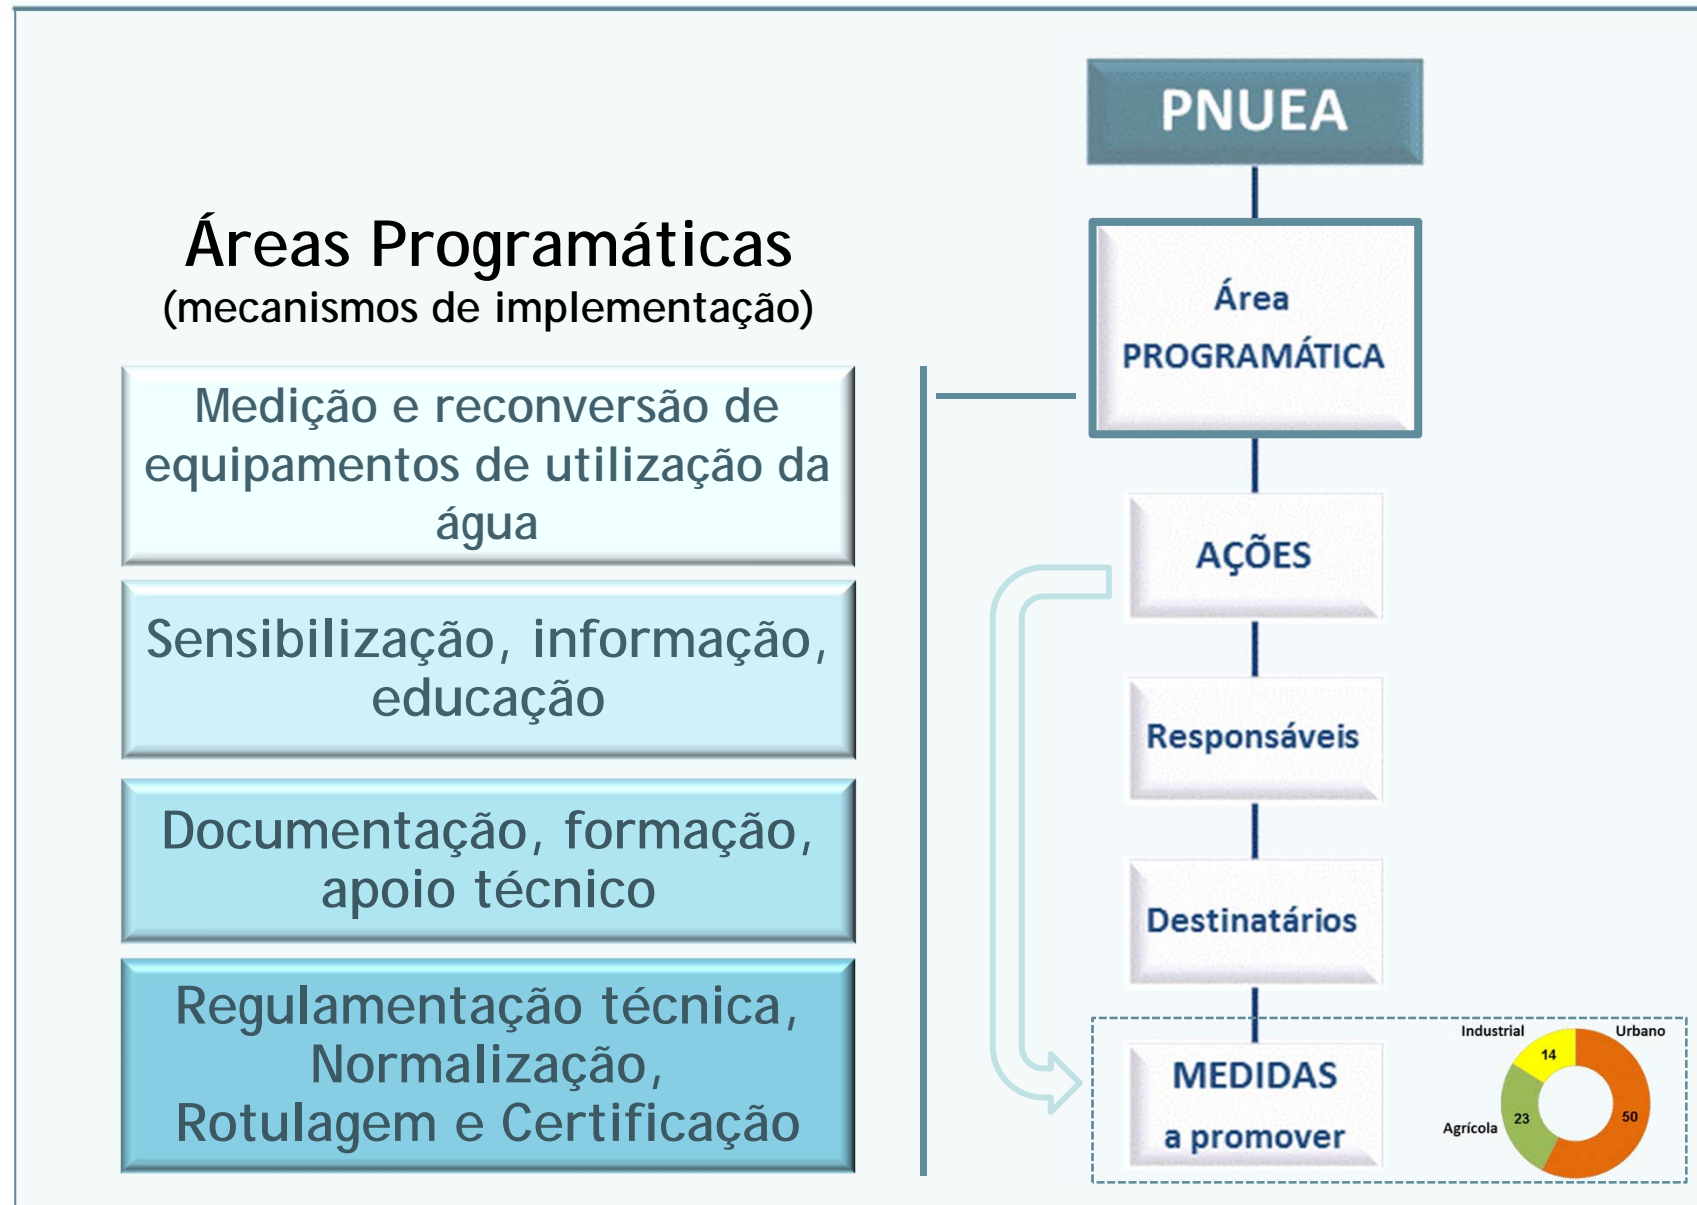 PNUEA
Áreas Programáticas
(mecanismos de implementação)
Medição e reconversão de
equipamentos de utilização da
água
Sensibilização, informação,
educação
Documentação, formação,
apoio técnico
Regulamentação técnica,
Normalização,
Rotulagem e Certificação
Área
PROGRAMÁTICA
AÇÕES
Responsáveis
Destinatários
MEDIDAS
a promover
Industrial
Urbano
14
23
50
Agrícola